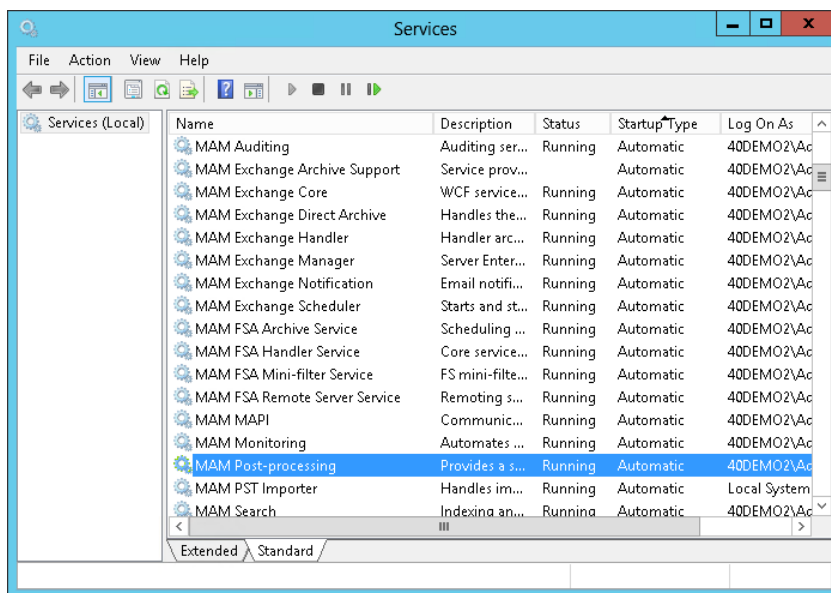 Services
File Action View Help
Services (Local)
Name Description Status Startup Type Log On As
MAM Auditing Auditing ser... Running Automatic 40DEMO2\Ad
MAM Exchange Archive Support Service prov... Automatic 40DEMO2\Ad
MAM Exchange Core WCF service... Running Automatic 40DEMO2\Ad
MAM Exchange Direct Archive Handles the... Running Automatic 40DEMO2\Ad
MAM Exchange Handler Handler arc... Running Automatic 40DEMO2\Ad
MAM Exchange Manager Server Enter... Running Automatic 40DEMO2\Ad
MAM Exchange Notification Email notifi... Running Automatic 40DEMO2\Ad
MAM Exchange Scheduler Starts and st... Running Automatic 40DEMO2\Ad
MAM FSA Archive Service Scheduling ... Running Automatic 40DEMO2\Ad
MAM FSA Handler Service Core service... Running Automatic 40DEMO2\Ad
MAM FSA Mini-filter Service FS mini-filte... Running Automatic 40DEMO2\Ad
MAM FSA Remote Server Service Remoting s... Running Automatic 40DEMO2\Ad
MAM MAPI Communic... Running Automatic 40DEMO2\Ad
MAM Monitoring Automates ... Running Automatic 40DEMO2\Ad
MAM Post-processing Provides a s... Running Automatic 40DEMO2\Ad
MAM PST Importer Handles im... Running Automatic Local System
MAM Search Indexing an... Running Automatic 40DEMO2\Ad
Extended Standard